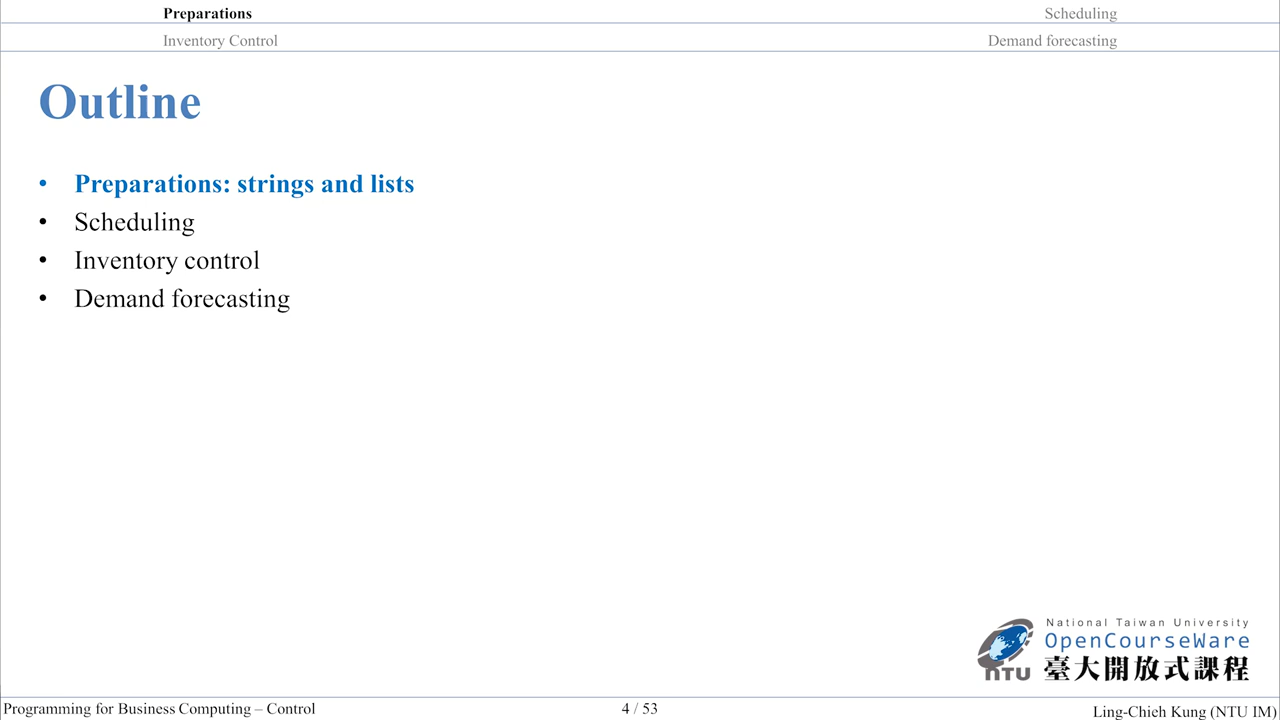 Preparations
Scheduling
Inventory Control
Demand forecasting
Outline
• Preparations: strings and lists
• Scheduling
• Inventory control
• Demand forecasting
National Taiwan University
OpenCourseWare
臺大開放式課程
NTU
Programming for Business Computing – Control
4 / 53
Ling-Chieh Kung (NTU IM)